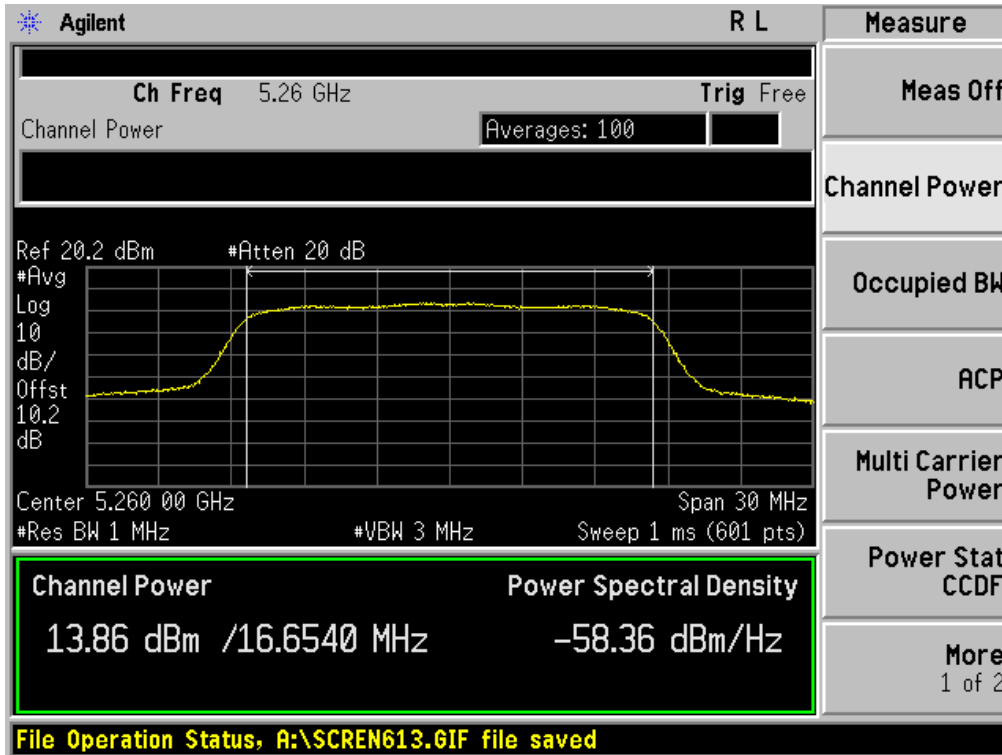 Agilent R L
Ch Freq 5.26 GHz Trig Free
Channel Power Averages: 100
Ref 20.2 dBm #Atten 20 dB
#Avg
Log
10
dB/
Offst
10.2
dB
Center 5.260 00 GHz Span 30 MHz
#Res BW 1 MHz #VBW 3 MHz Sweep 1 ms (601 pts)
Channel Power Power Spectral Density
13.86 dBm /16.6540 MHz -58.36 dBm/Hz
File Operation Status, A:\SCREN613.GIF file saved
Measure
Meas Off
Channel Power
Occupied BW
ACP
Multi Carrier
Power
Power Stat
CCDF
More
1 of 2